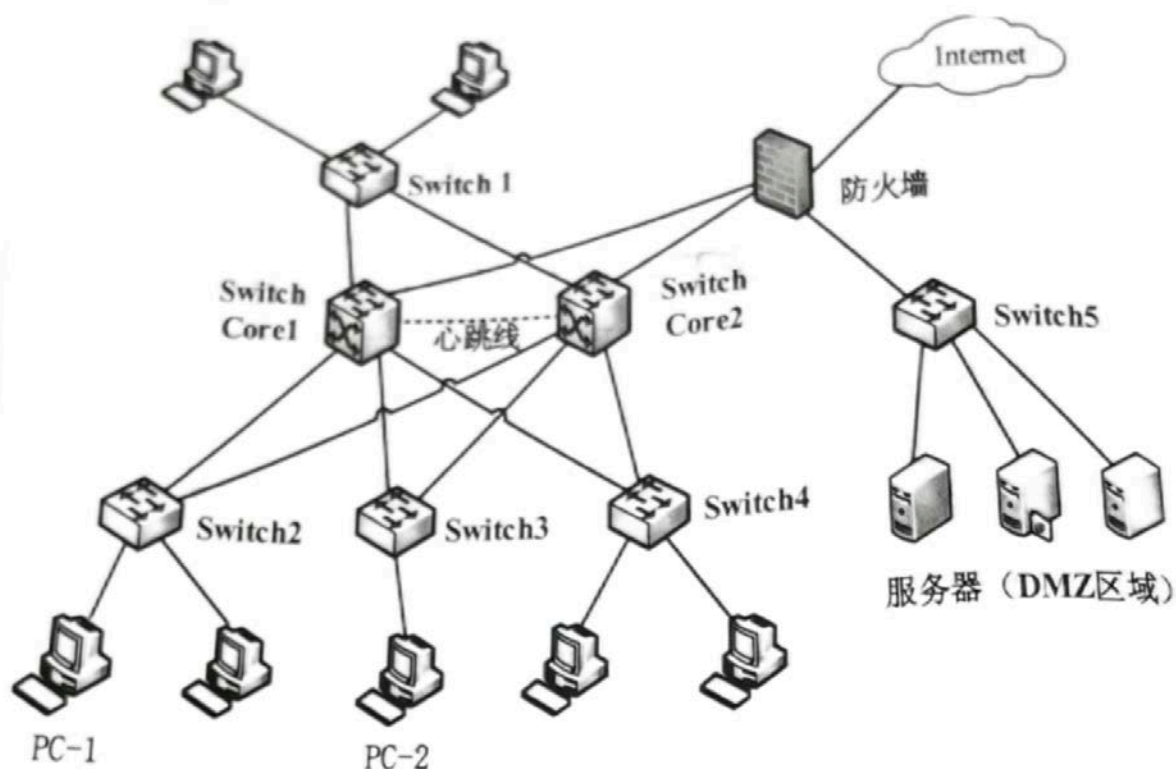 Internet
Switch 1
防火墙
Switch
Core1
心跳线
Switch
Core2
Switch5
Switch2
Switch3
Switch4
服务器（DMZ区域）
PC-1
PC-2